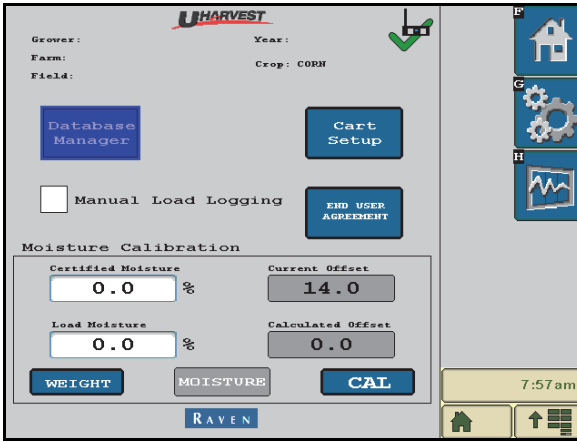 UHARVEST
Grower:
Year:
Farm:
Crop: CORN
Field:
Database
Manager
Cart
Setup
Manual Load Logging
END USER
AGREEMENT
Moisture Calibration
Certified Moisture
Current Offset
0.0 %
14.0
Load Moisture
Calculated Offset
0.0 %
0.0
WEIGHT
MOISTURE
CAL
RAVEN
F
G
H
7:57am